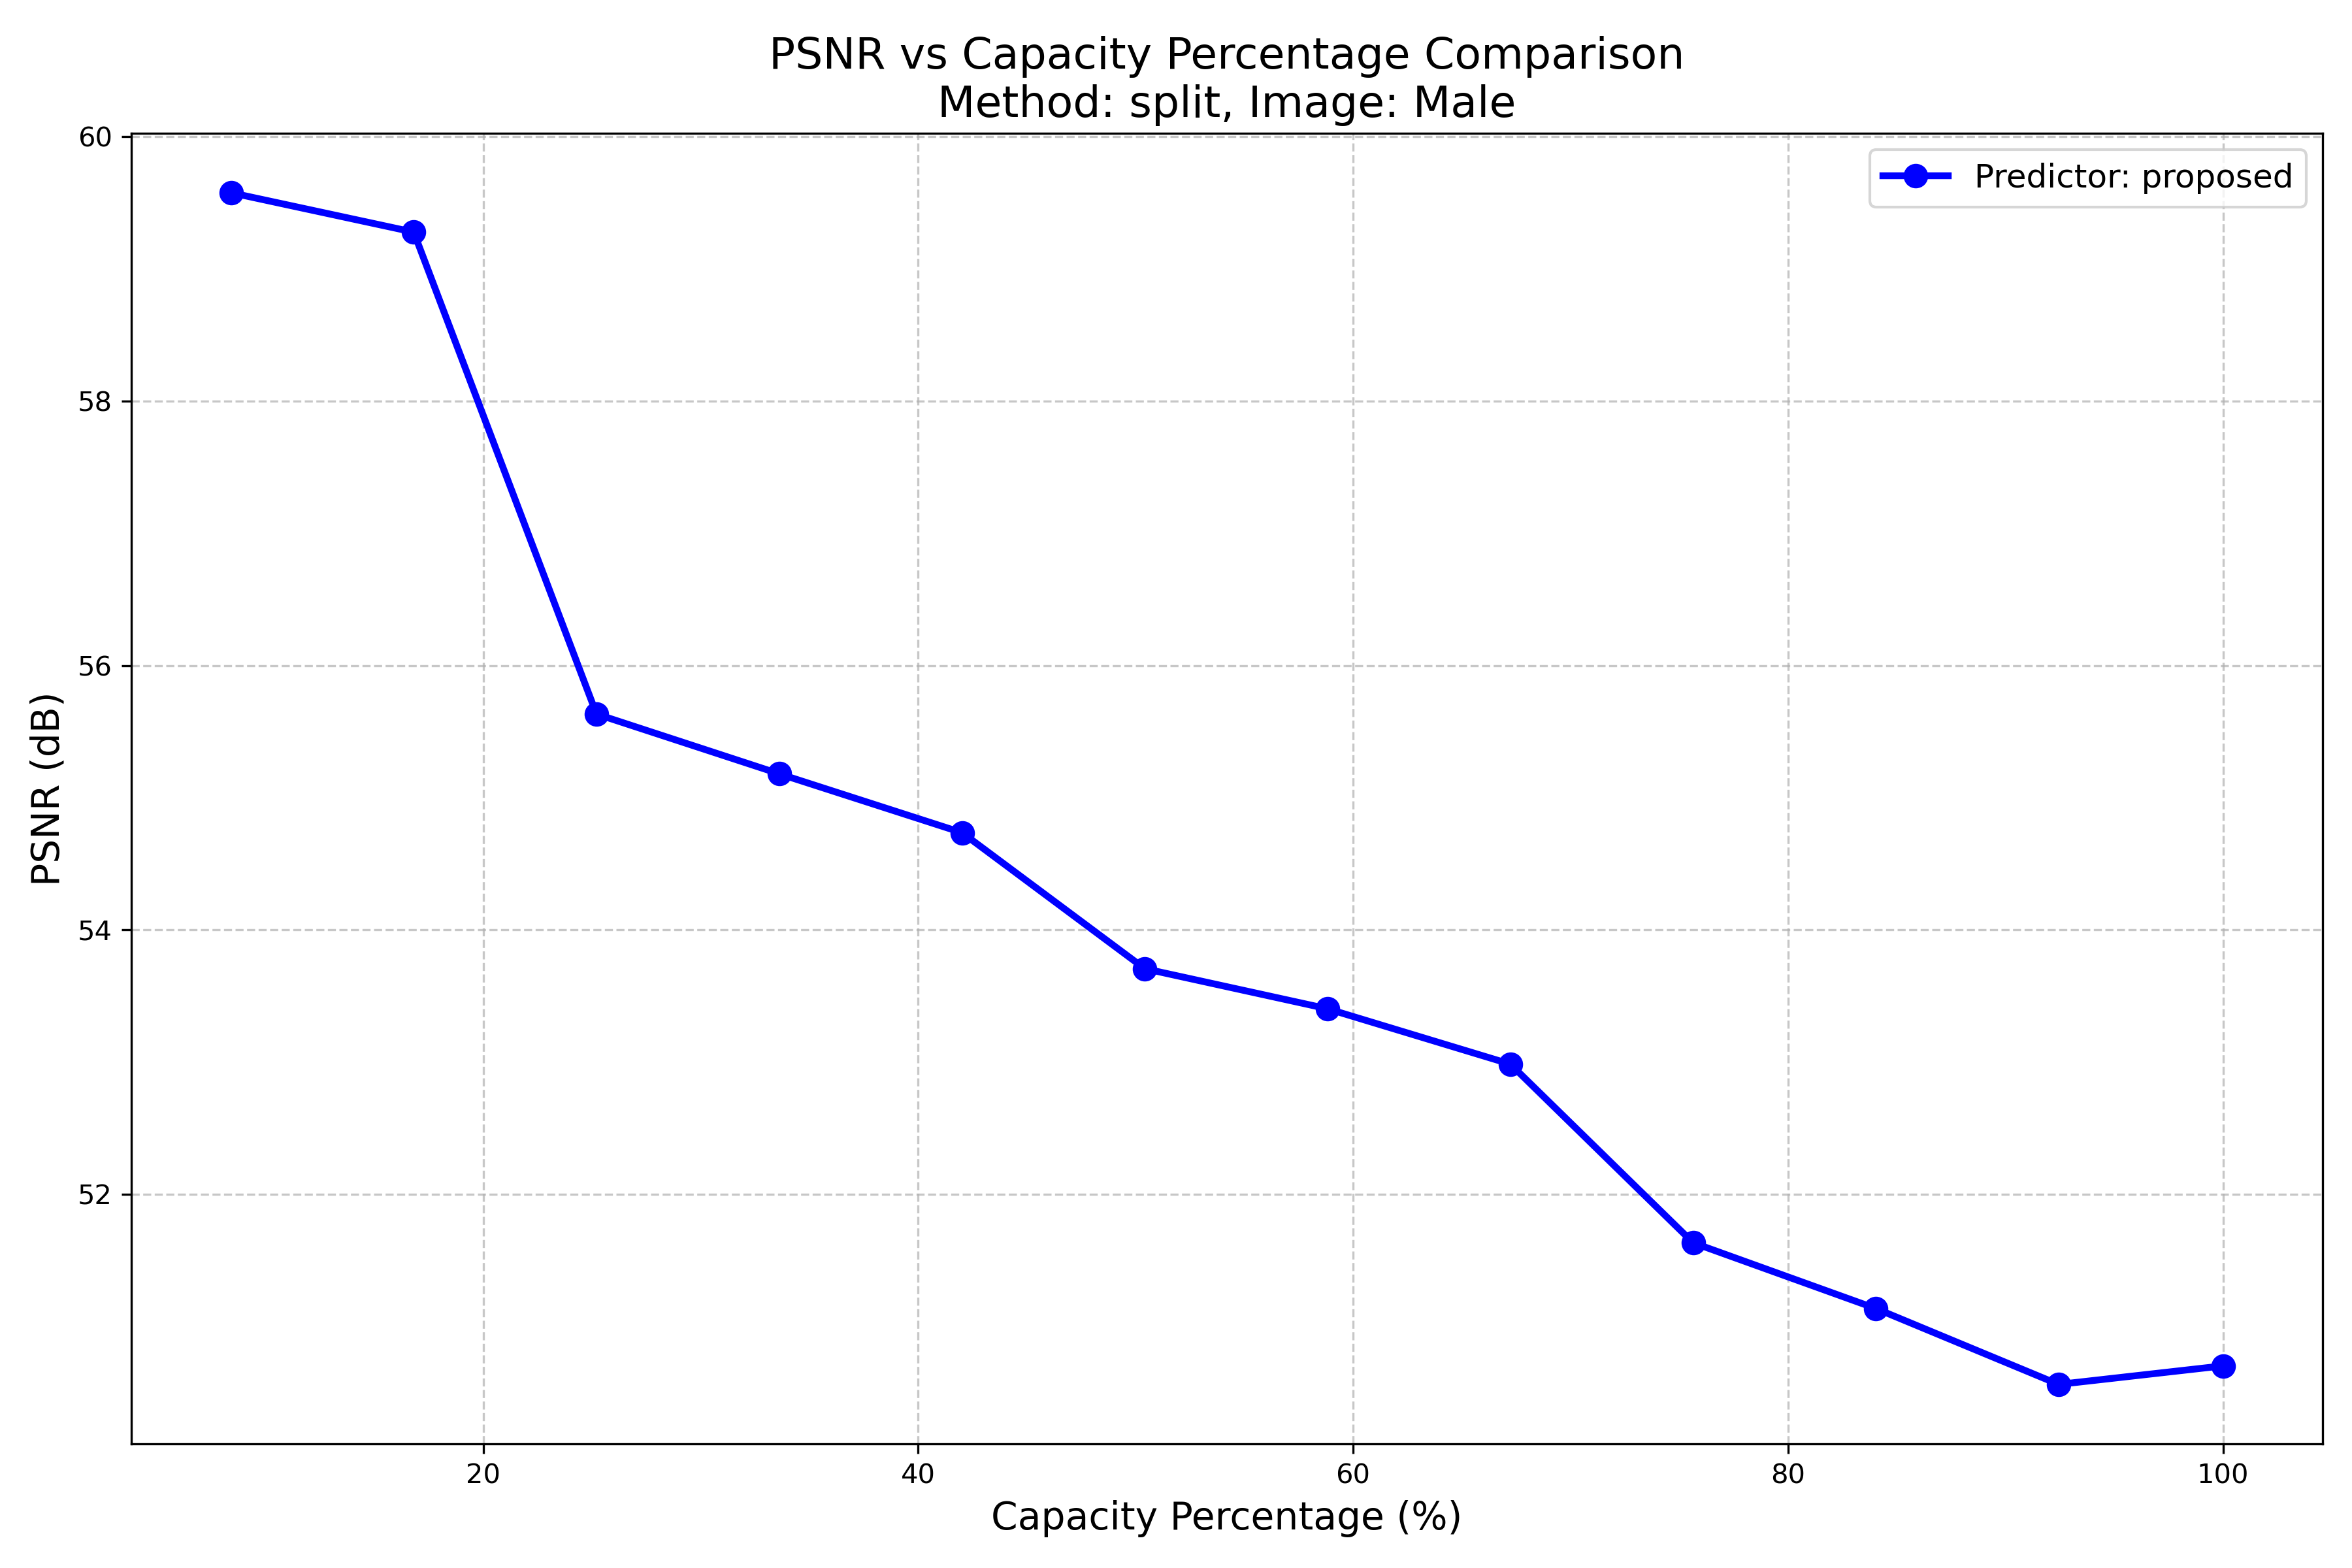 PSNR vs Capacity Percentage Comparison
Method: split, Image: Male
Predictor: proposed
60
58
56
54
52
PSNR (dB)
20 40 60 80 100
Capacity Percentage (%)